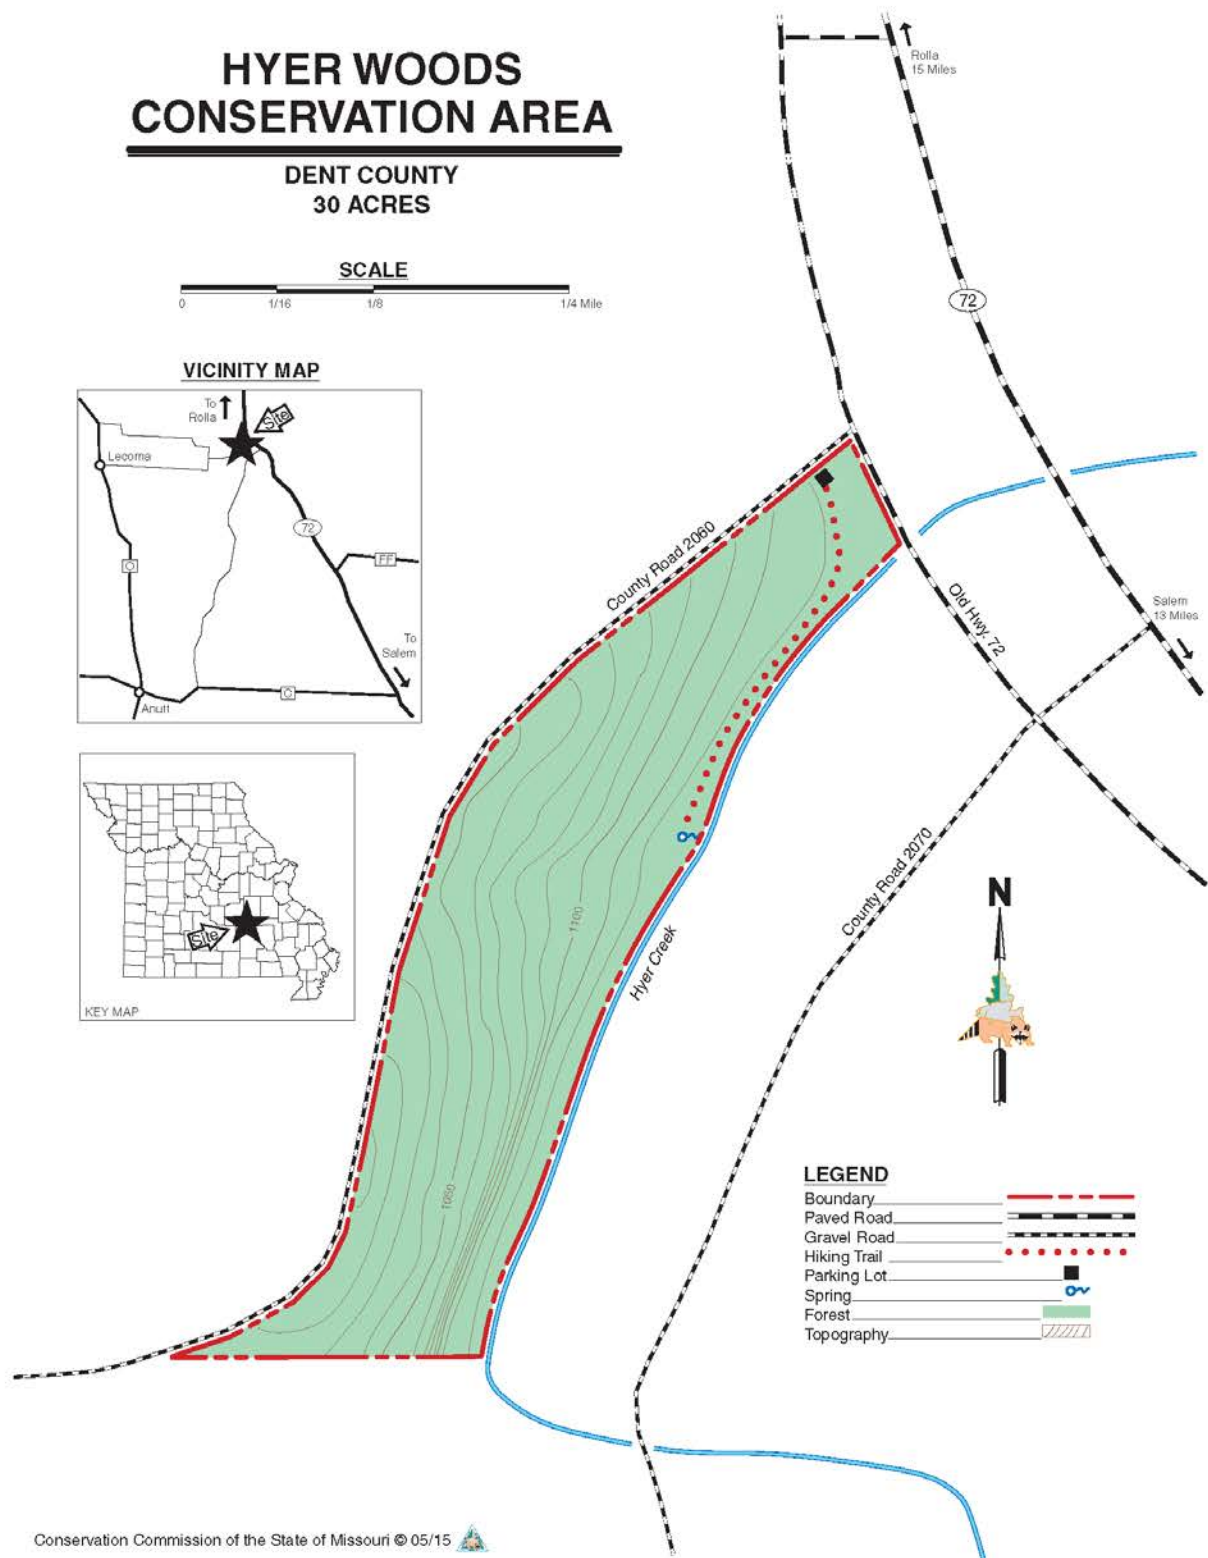 HYER WOODS
CONSERVATION AREA
DENT COUNTY
30 ACRES
SCALE
0 1/16 1/8 1/4 Mile
Rolla
15 Miles
72
VICINITY MAP
To
Rolla
Site
Lecoma
72
O
FF
To
Salem
C
Anutt
County Road 2060
Old Hwy. 72
Salem
13 Miles
Site
KEY MAP
County Road 2070
1100
Hyer Creek
N
1050
LEGEND
Boundary
Paved Road
Gravel Road
Hiking Trail
Parking Lot
Spring
Forest
Topography
Conservation Commission of the State of Missouri © 05/15